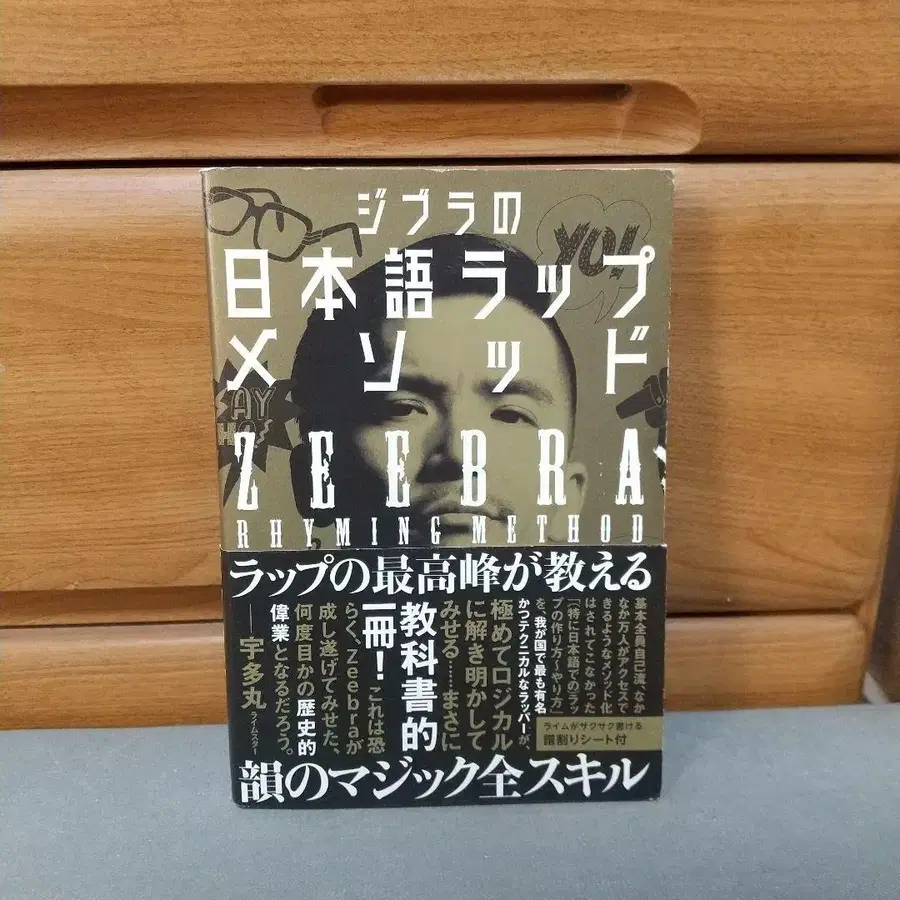 ジブラの
日本語ラップ
メソッド
YO!
AY
HO
ZEEBRA
RHYMING METHOD
ラップの最高峰が教える
基本全員「自己流」、なか
なか万人がアクセスで
きるようなメソッド化
はされてこなかった
「(特に日本語での)ラッ
プの作り方〜やり方」
を、我が国で最も有名
かつテクニカルなラッパーが、
極めてロジカル
に解き明かして
みせる……まさに
教科書的
一冊!これは恐
らく、Zeebraが
成し遂げてみせた、
何度目かの歴史的
偉業となるだろう。
──宇多丸 ライムスター
ライムがザクザク書ける
譜割りシート付
韻のマジック全スキル